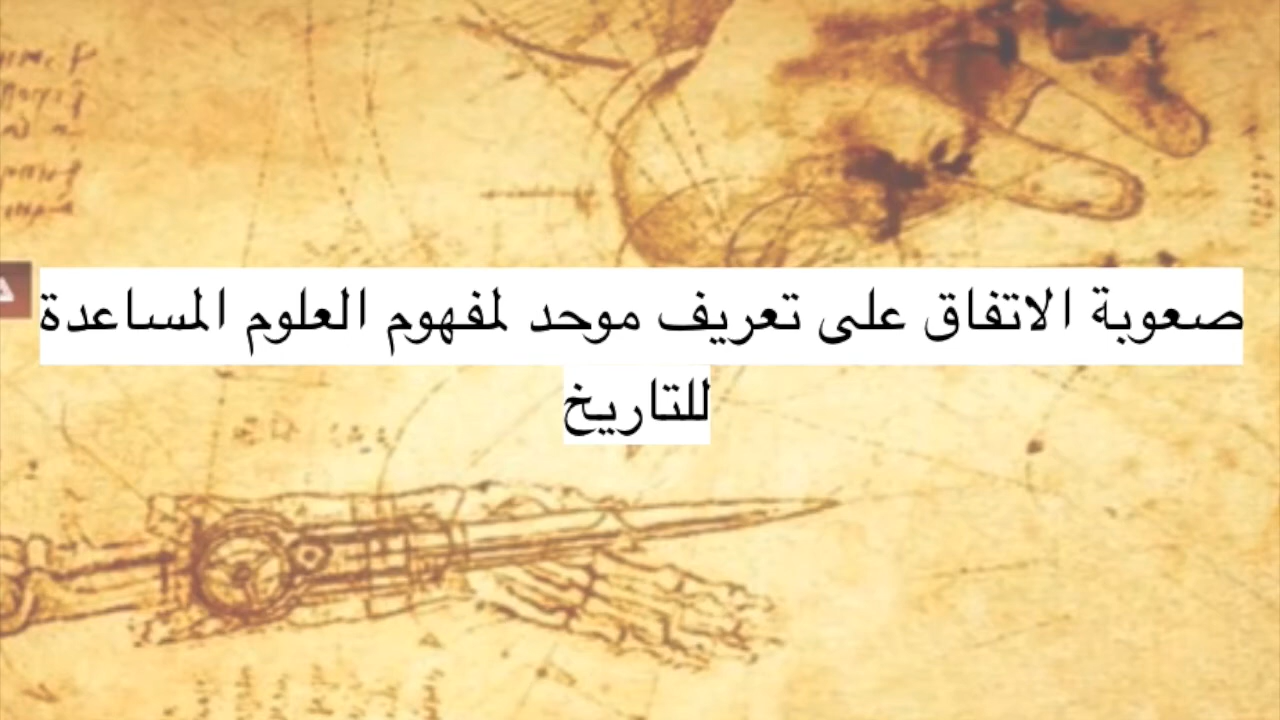 صعوبة الاتفاق على تعريف موحد لمفهوم العلوم المساعدة
للتاريخ